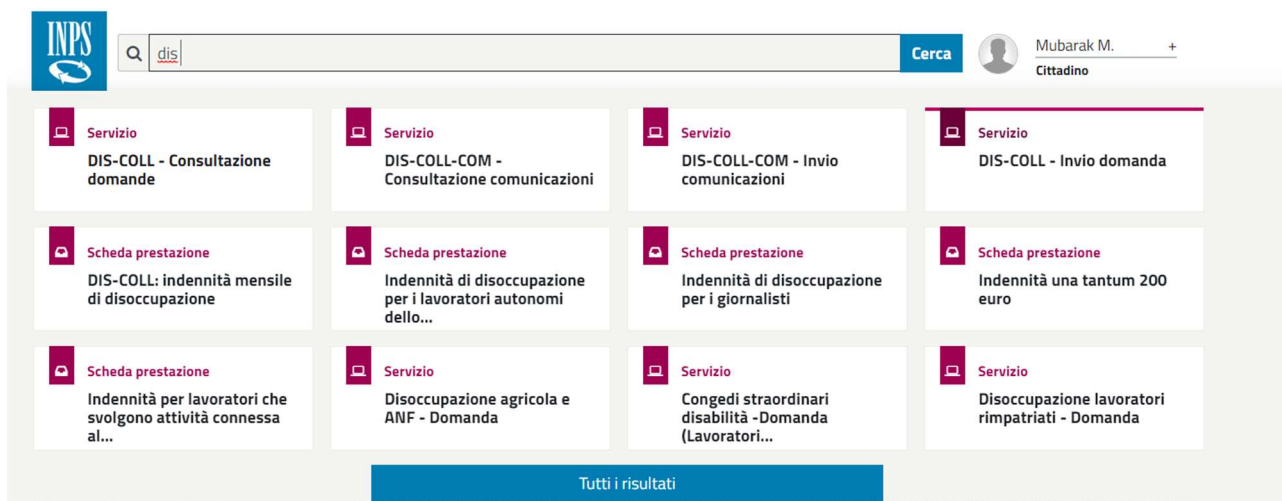 INPS
dis
Cerca
Mubarak M. +
Cittadino
Servizio
DIS-COLL - Consultazione
domande
Servizio
DIS-COLL-COM -
Consultazione comunicazioni
Servizio
DIS-COLL-COM - Invio
comunicazioni
Servizio
DIS-COLL - Invio domanda
Scheda prestazione
DIS-COLL: indennità mensile
di disoccupazione
Scheda prestazione
Indennità di disoccupazione
per i lavoratori autonomi
dello...
Scheda prestazione
Indennità di disoccupazione
per i giornalisti
Scheda prestazione
Indennità una tantum 200
euro
Scheda prestazione
Indennità per lavoratori che
svolgono attività connessa
al...
Servizio
Disoccupazione agricola e
ANF - Domanda
Servizio
Congedi straordinari
disabilità -Domanda
(Lavoratori...
Servizio
Disoccupazione lavoratori
rimpatriati - Domanda
Tutti i risultati